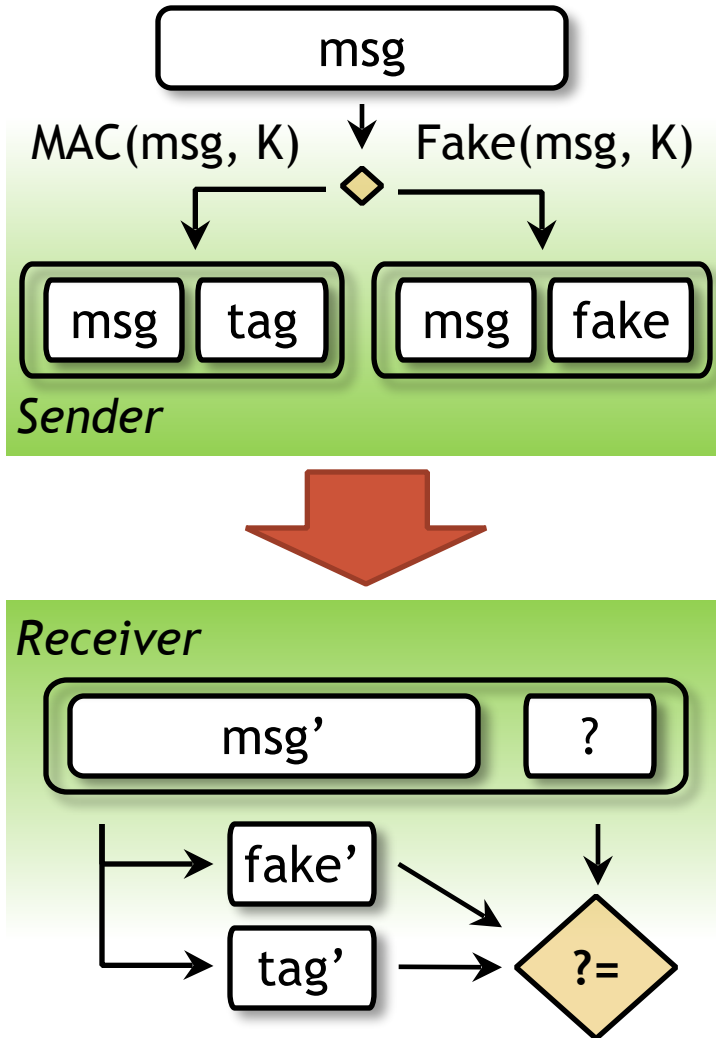 msg
MAC(msg, K) Fake(msg, K)
msg tag msg fake
Sender
Receiver
msg’ ?
fake’
tag’ ?=